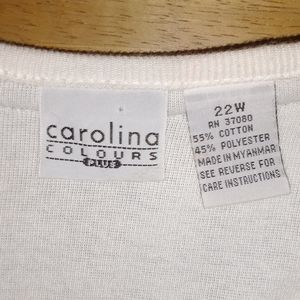 carolina
COLOURS
PLUS
22W
RN 37080
55% COTTON
45% POLYESTER
MADE IN MYANMAR
SEE REVERSE FOR
CARE INSTRUCTIONS